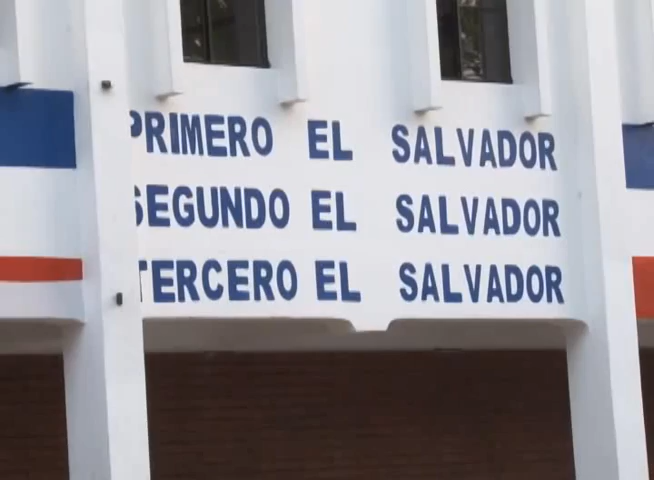 PRIMERO EL SALVADOR
SEGUNDO EL SALVADOR
TERCERO EL SALVADOR